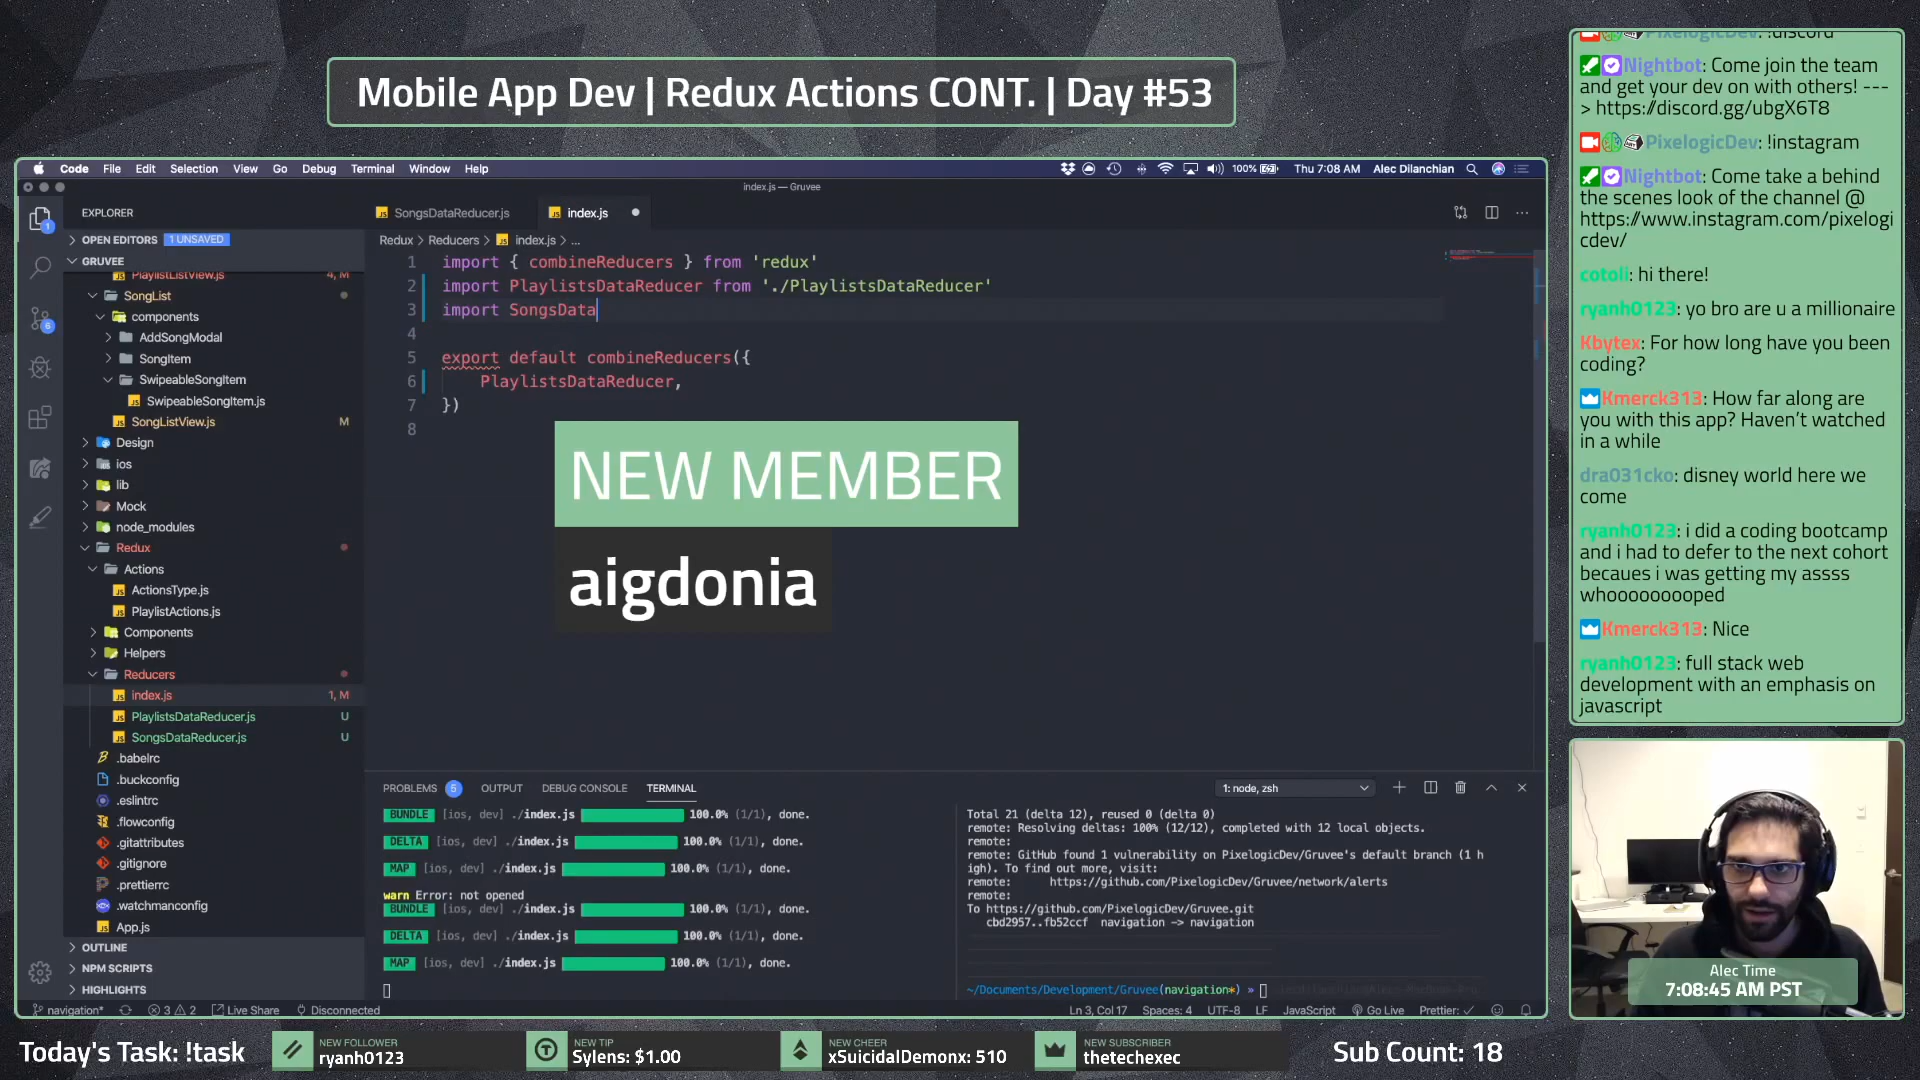 Mobile App Dev | Redux Actions CONT. | Day #53
Code File Edit Selection View Go Debug Terminal Window Help
100% Thu 7:08 AM Alec Dilanchian
index.js — Gruvee
EXPLORER
OPEN EDITORS 1 UNSAVED
GRUVEE
PlaylistListView.js 4, M
SongList
components
AddSongModal
SongItem
SwipeableSongItem
SwipeableSongItem.js
SongListView.js M
Design
ios
lib
Mock
node_modules
Redux
Actions
ActionsType.js
PlaylistActions.js
Components
Helpers
Reducers
index.js 1, M
PlaylistsDataReducer.js U
SongsDataReducer.js U
.babelrc
.buckconfig
.eslintrc
.flowconfig
.gitattributes
.gitignore
.prettierrc
.watchmanconfig
App.js
OUTLINE
NPM SCRIPTS
HIGHLIGHTS
SongsDataReducer.js index.js
Redux > Reducers > index.js > ...
1 import { combineReducers } from 'redux'
2 import PlaylistsDataReducer from './PlaylistsDataReducer'
3 import SongsData
4
5 export default combineReducers({
6 PlaylistsDataReducer,
7 })
8
NEW MEMBER
aigdonia
PROBLEMS 5 OUTPUT DEBUG CONSOLE TERMINAL 1: node, zsh
BUNDLE [ios, dev] ./index.js 100.0% (1/1), done.
DELTA [ios, dev] ./index.js 100.0% (1/1), done.
MAP [ios, dev] ./index.js 100.0% (1/1), done.
warn Error: not opened
BUNDLE [ios, dev] ./index.js 100.0% (1/1), done.
DELTA [ios, dev] ./index.js 100.0% (1/1), done.
MAP [ios, dev] ./index.js 100.0% (1/1), done.
Total 21 (delta 12), reused 0 (delta 0)
remote: Resolving deltas: 100% (12/12), completed with 12 local objects.
remote:
remote: GitHub found 1 vulnerability on PixelogicDev/Gruvee's default branch (1 h
igh). To find out more, visit:
remote: https://github.com/PixelogicDev/Gruvee/network/alerts
remote:
To https://github.com/PixelogicDev/Gruvee.git
cbd2957..fb52ccf navigation -> navigation
~/Documents/Development/Gruvee(navigation*) »
navigation* 3 2 Live Share Disconnected
Ln 3, Col 17 Spaces: 4 UTF-8 LF JavaScript Go Live Prettier: ✓
PixelogicDev: !discord
Nightbot: Come join the team
and get your dev on with others! ---
> https://discord.gg/ubgX6T8
PixelogicDev: !instagram
Nightbot: Come take a behind
the scenes look of the channel @
https://www.instagram.com/pixelogi
cdev/
cotoli: hi there!
ryanh0123: yo bro are u a millionaire
Kbytex: For how long have you been
coding?
Kmerck313: How far along are
you with this app? Haven't watched
in a while
dra031cko: disney world here we
come
ryanh0123: i did a coding bootcamp
and i had to defer to the next cohort
becaues i was getting my assss
whooooooooped
Kmerck313: Nice
ryanh0123: full stack web
development with an emphasis on
javascript
Alec Time
7:08:45 AM PST
Today's Task: !task
NEW FOLLOWER
ryanh0123
NEW TIP
Sylens: $1.00
NEW CHEER
xSuicidalDemonx: 510
NEW SUBSCRIBER
thetechexec
Sub Count: 18